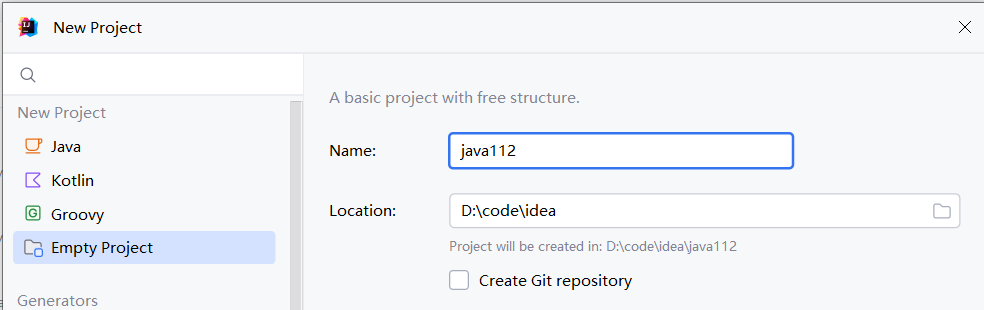 New Project
New Project
Java
Kotlin
Groovy
Empty Project
Generators
A basic project with free structure.
Name:
java112
Location:
D:\code\idea
Project will be created in: D:\code\idea\java112
Create Git repository